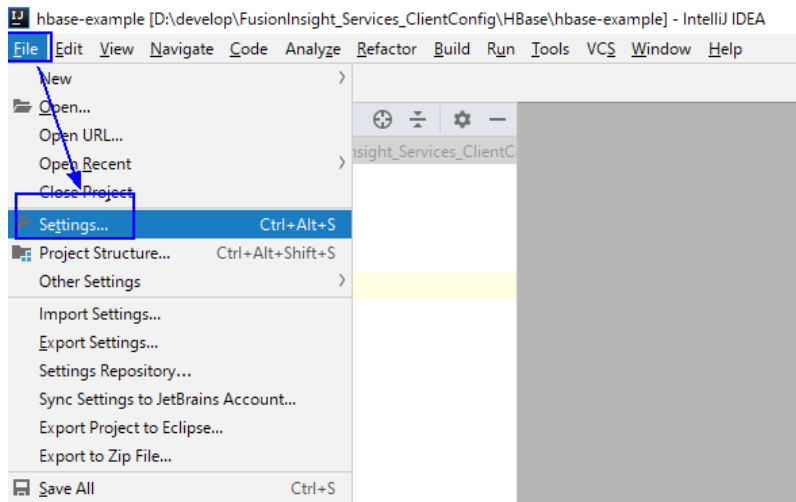 IJ hbase-example [D:\develop\FusionInsight_Services_ClientConfig\HBase\hbase-example] - IntelliJ IDEA
File Edit View Navigate Code Analyze Refactor Build Run Tools VCS Window Help
New
Open...
Open URL...
Open Recent
nsight_Services_ClientC
Close Project
Settings... Ctrl+Alt+S
Project Structure... Ctrl+Alt+Shift+S
Other Settings
Import Settings...
Export Settings...
Settings Repository...
Sync Settings to JetBrains Account...
Export Project to Eclipse...
Export to Zip File...
Save All Ctrl+S